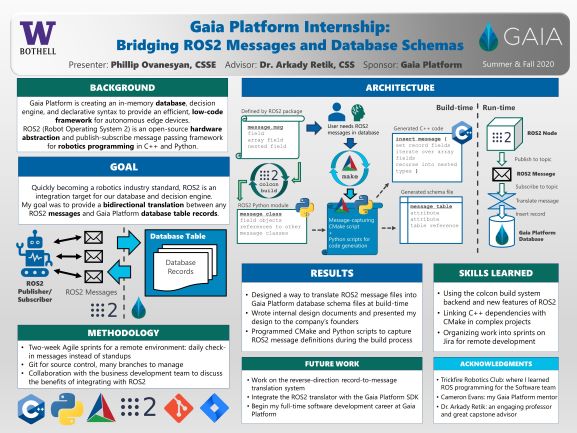 W
BOTHELL
Gaia Platform Internship:
Bridging ROS2 Messages and Database Schemas
Presenter: Phillip Ovanesyan, CSSE Advisor: Dr. Arkady Retik, CSS Sponsor: Gaia Platform
GAIA
Summer & Fall 2020
BACKGROUND
Gaia Platform is creating an in-memory database, decision
engine, and declarative syntax to provide an efficient, low-code
framework for autonomous edge devices.
ROS2 (Robot Operating System 2) is an open-source hardware
abstraction and publish-subscribe message passing framework
for robotics programming in C++ and Python.
GOAL
Quickly becoming a robotics industry standard, ROS2 is an
integration target for our database and decision engine.
My goal was to provide a bidirectional translation between any
ROS2 messages and Gaia Platform database table records.
ROS2
Publisher/
Subscriber
ROS2 Messages
Database Table
Database
Records
2
METHODOLOGY
• Two-week Agile sprints for a remote environment: daily check-
in messages instead of standups
• Git for source control, many branches to manage
• Collaboration with the business development team to discuss
the benefits of integrating with ROS2
C++
2
ARCHITECTURE
Defined by ROS2 package
message.msg
field
array field
nested field
2
colcon
build
ROS2 Python module
message class
field objects
references to other
message classes
User needs ROS2
messages in database
make
Message-capturing
CMake script
+
Python scripts for
code generation
Build-time
Generated C++ code
C++
insert_message {
set record fields
iterate over array
fields
recurse into nested
types }
Generated schema file
message table
attribute
attribute
table reference
Run-time
2
ROS2 Node
Publish to topic
ROS2 Message
Subscribe to topic
Translate message
Insert record
Gaia Platform
Database
RESULTS
• Designed a way to translate ROS2 message files into
Gaia Platform database schema files at build-time
• Wrote internal design documents and presented my
design to the company's founders
• Programmed CMake and Python scripts to capture
ROS2 message definitions during the build process
SKILLS LEARNED
• Using the colcon build system
backend and new features of ROS2
• Linking C++ dependencies with
CMake in complex projects
• Organizing work into sprints on
Jira for remote development
FUTURE WORK
• Work on the reverse-direction record-to-message
translation system
• Integrate the ROS2 translator with the Gaia Platform SDK
• Begin my full-time software development career at Gaia
Platform
ACKNOWLEDGMENTS
• Trickfire Robotics Club: where I learned
ROS programming for the Software team
• Cameron Evans: my Gaia Platform mentor
• Dr. Arkady Retik: an engaging professor
and great capstone advisor